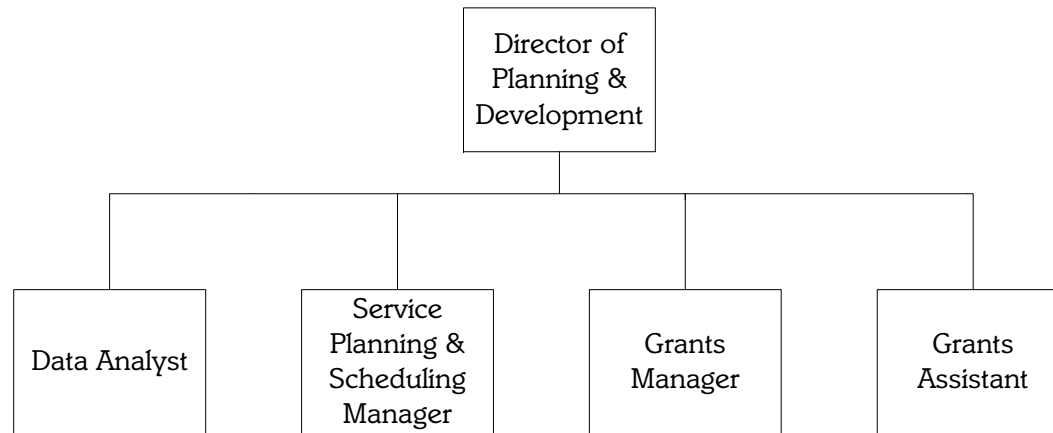 Director of
Planning &
Development
Data Analyst
Service
Planning &
Scheduling
Manager
Grants
Manager
Grants
Assistant